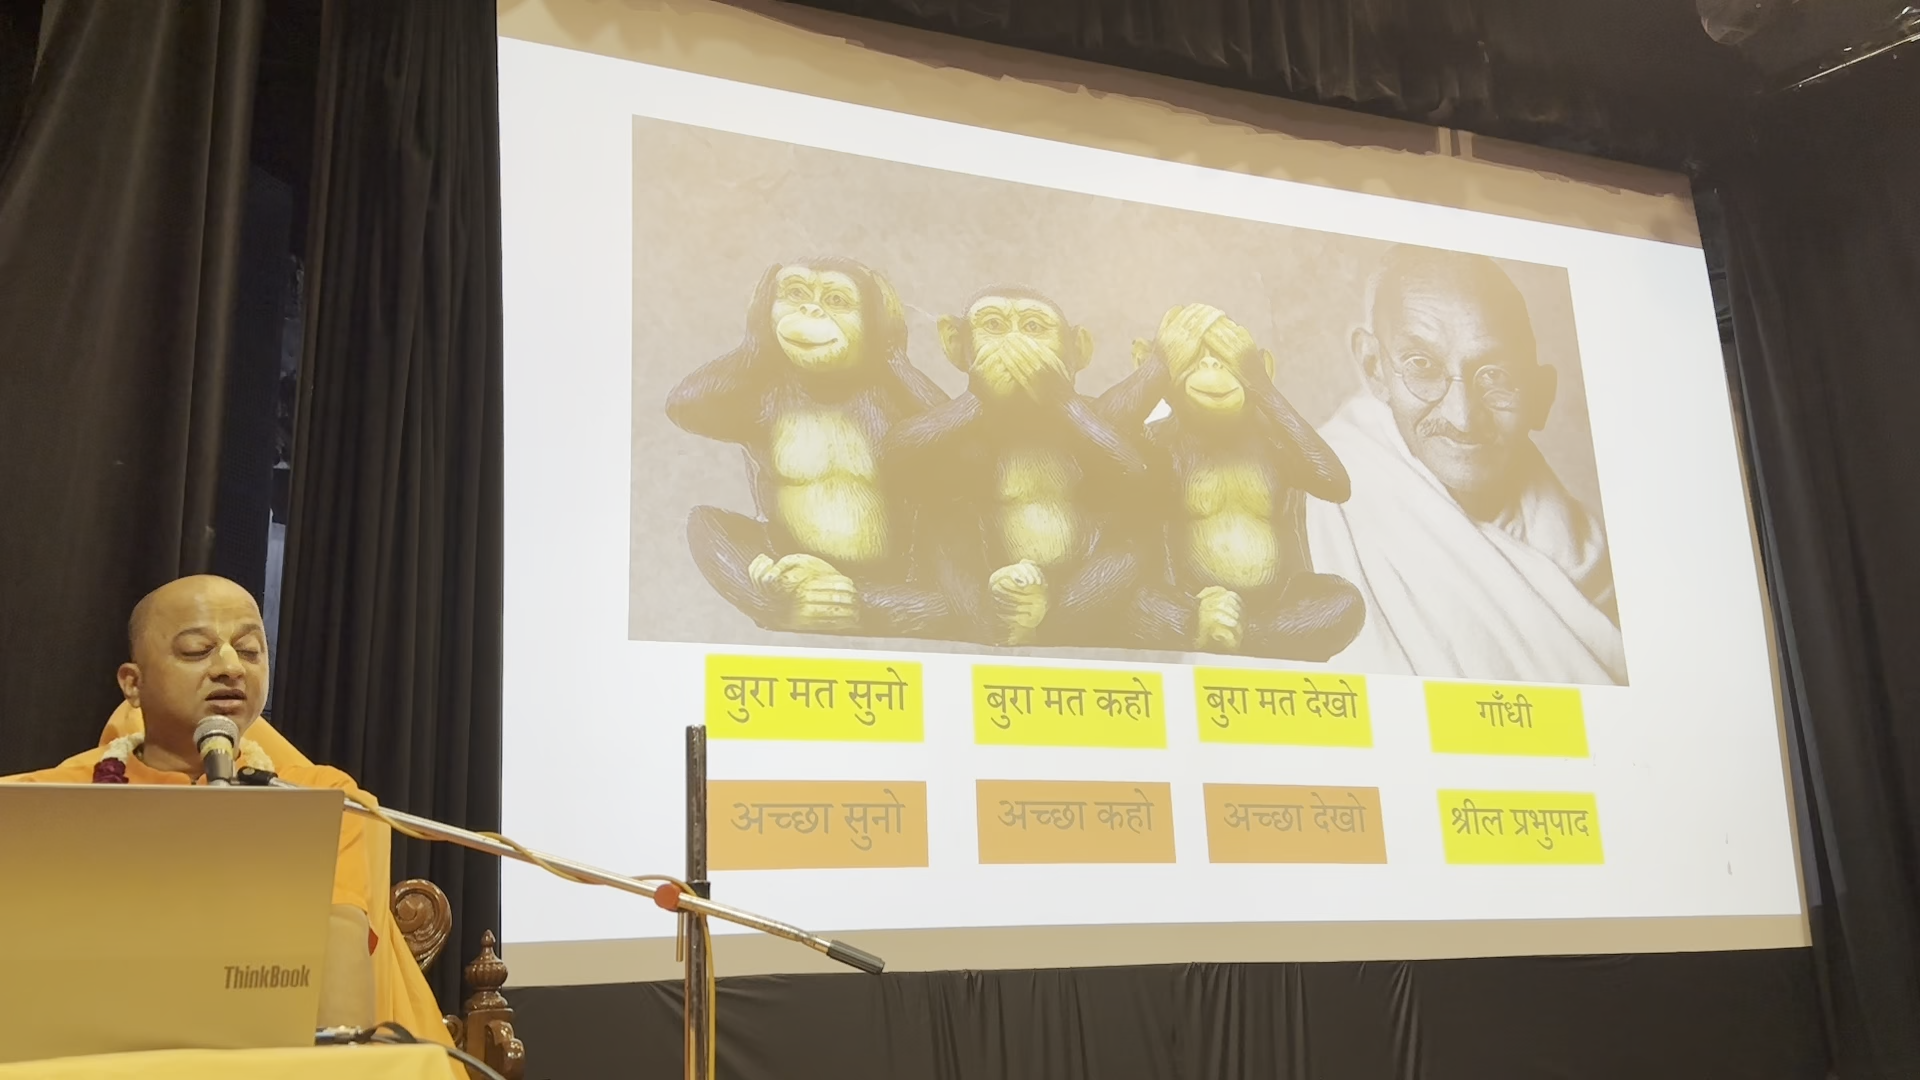 बुरा मत सुनो
बुरा मत कहो
बुरा मत देखो
गाँधी
अच्छा सुनो
अच्छा कहो
अच्छा देखो
श्रील प्रभुपाद
ThinkBook